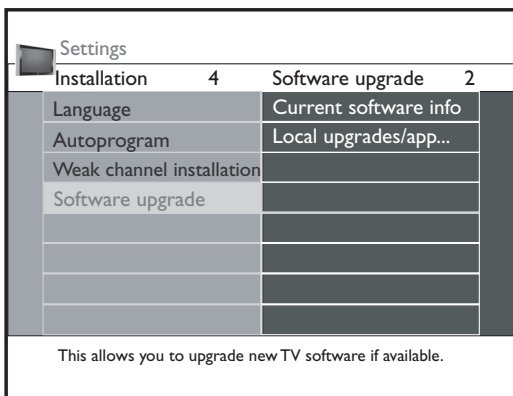 Settings
Installation 4 Software upgrade 2
Language Current software info
Autoprogram Local upgrades/app...
Weak channel installation
Software upgrade
This allows you to upgrade new TV software if available.